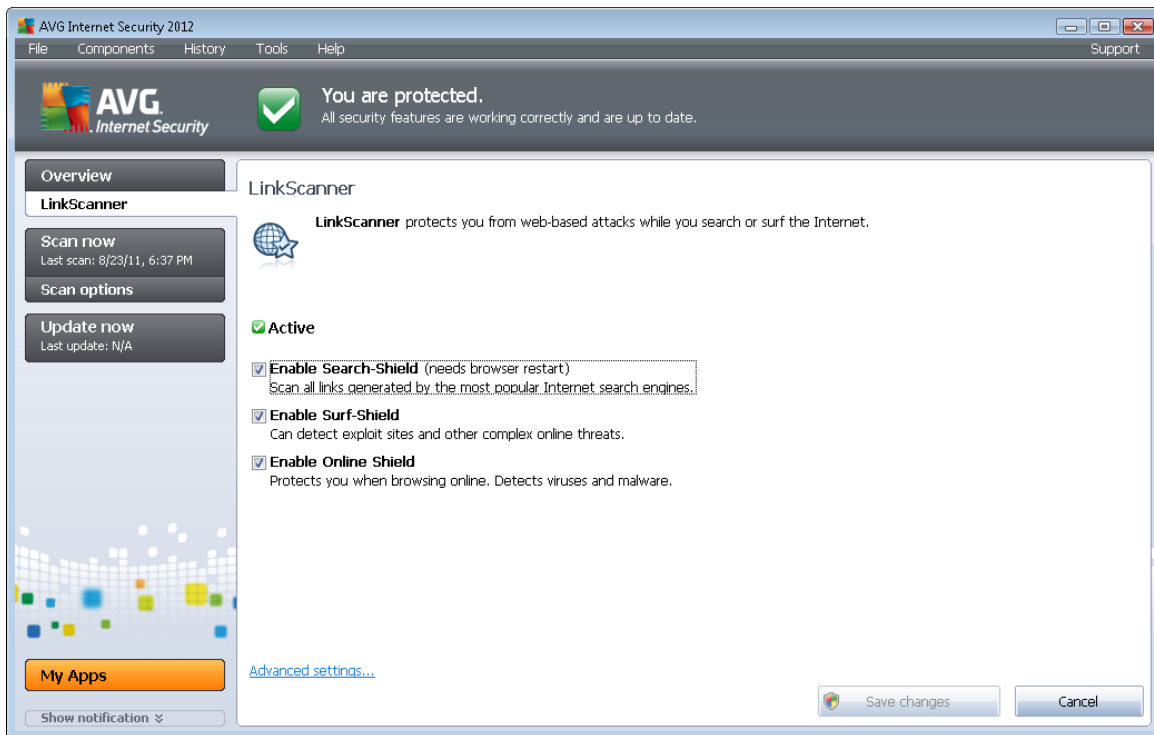 AVG Internet Security 2012
File Components History Tools Help Support
AVG.
Internet Security
You are protected.
All security features are working correctly and are up to date.
Overview
LinkScanner
Scan now
Last scan: 8/23/11, 6:37 PM
Scan options
Update now
Last update: N/A
My Apps
Show notification
LinkScanner
LinkScanner protects you from web-based attacks while you search or surf the Internet.
Active
Enable Search-Shield (needs browser restart)
Scan all links generated by the most popular Internet search engines.
Enable Surf-Shield
Can detect exploit sites and other complex online threats.
Enable Online Shield
Protects you when browsing online. Detects viruses and malware.
Advanced settings...
Save changes
Cancel